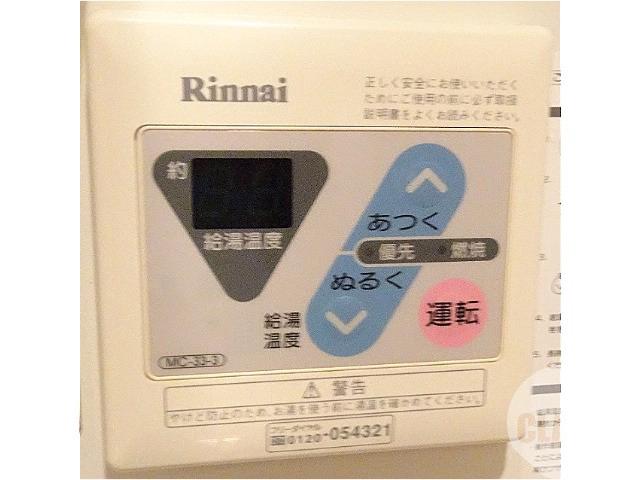 Rinnai
正しく安全にお使いいただく
ためにご使用の前に必ず取扱
説明書をよくお読みください。
約
給湯温度
あつく
優先 燃焼
ぬるく
給湯
温度
運転
MC-33-3
⚠ 警告
やけど防止のため、お湯を使う前に湯温を確かめてください。
フリーダイヤル
0120-054321
2.
3.
4.
5.